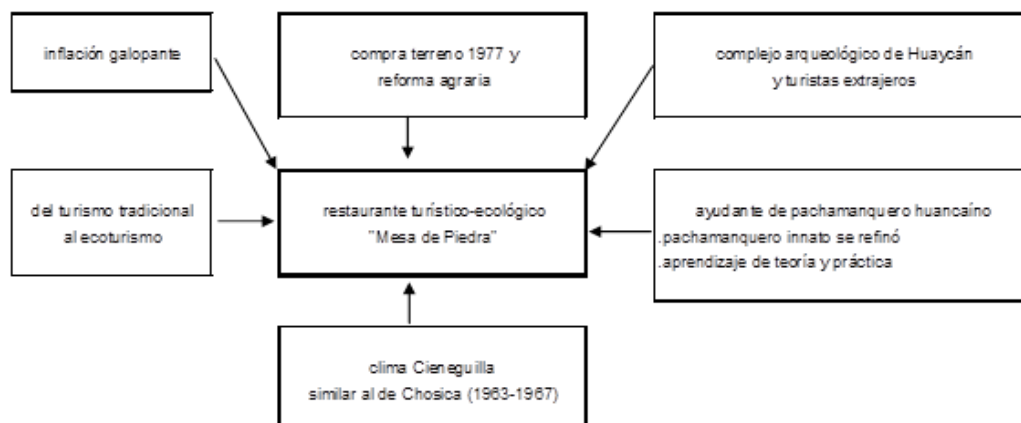 inflación galopante
compra terreno 1977 y
reforma agraria
complejo arqueológico de Huaycán
y turistas extranjeros
del turismo tradicional
al ecoturismo
restaurante turístico-ecológico
"Mesa de Piedra"
ayudante de pachamanquero huancaíno
.pachamanquero innato se refinó
.aprendizaje de teoría y práctica
clima Cieneguilla
similar al de Chosica (1963-1967)